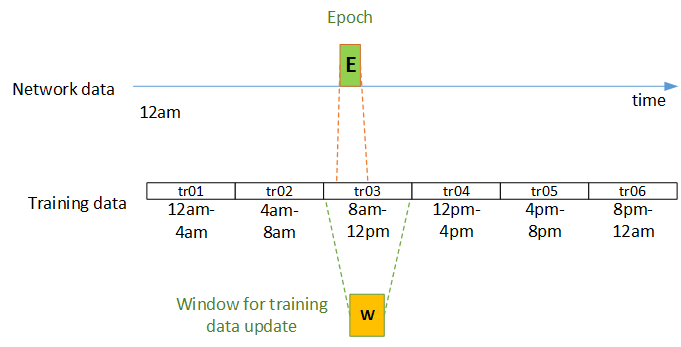 Epoch
E
Network data
time
12am
tr01 tr02 tr03 tr04 tr05 tr06
Training data
12am- 4am- 8am- 12pm- 4pm- 8pm-
4am 8am 12pm 4pm 8pm 12am
Window for training
data update
w